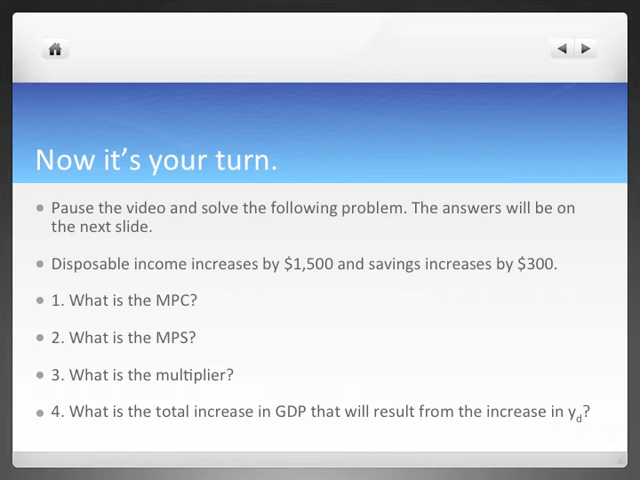 Now it's your turn.
Pause the video and solve the following problem. The answers will be on
the next slide.
Disposable income increases by $1,500 and savings increases by $300.
1. What is the MPC?
2. What is the MPS?
3. What is the multiplier?
4. What is the total increase in GDP that will result from the increase in yd?